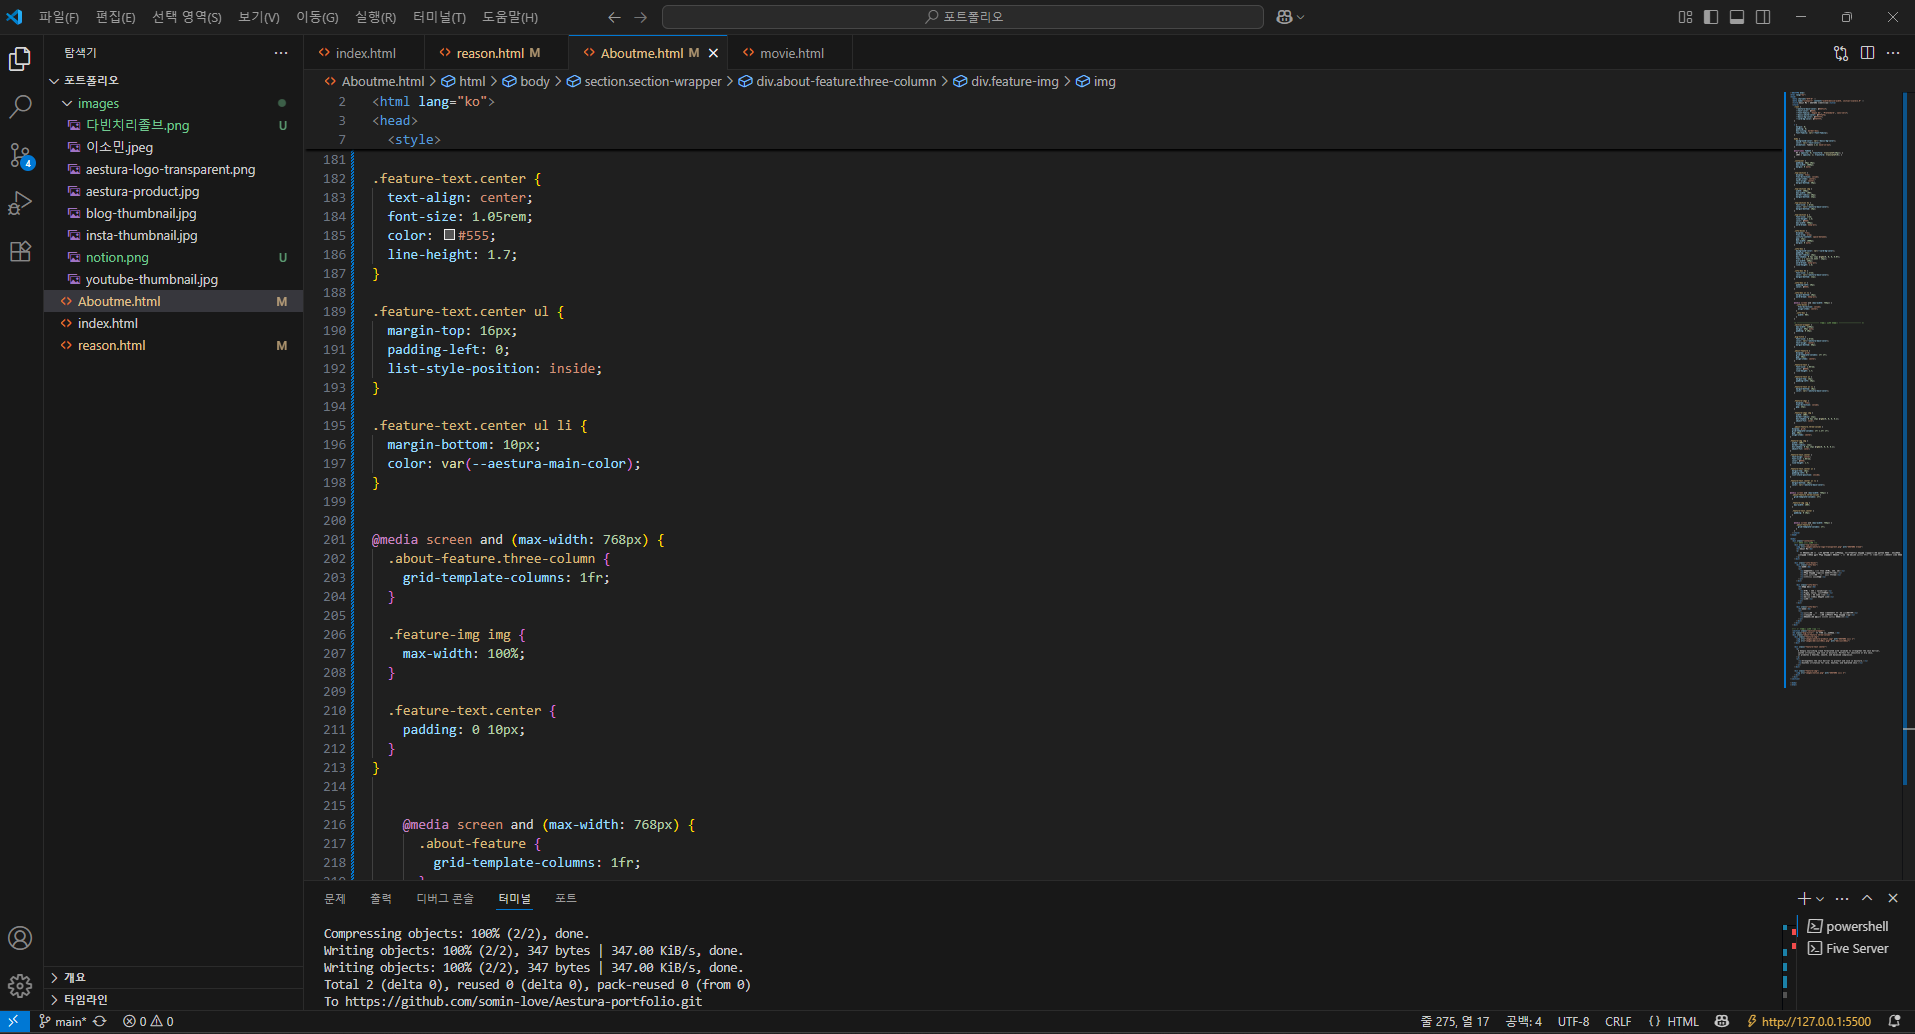 파일(F) 편집(E) 선택 영역(S) 보기(V) 이동(G) 실행(R) 터미널(T) 도움말(H)
포트폴리오
탐색기
index.html
reason.html M
Aboutme.html M
movie.html
Aboutme.html > html > body > section.section-wrapper > div.about-feature.three-column > div.feature-img > img
포트폴리오
images
다빈치리졸브.png U
이소민.jpeg
aestura-logo-transparent.png
aestura-product.jpg
blog-thumbnail.jpg
insta-thumbnail.jpg
notion.png U
youtube-thumbnail.jpg
Aboutme.html M
index.html
reason.html M
4
개요
타임라인
2 <html lang="ko">
3 <head>
7 <style>
181
182 .feature-text.center {
183 text-align: center;
184 font-size: 1.05rem;
185 color: #555;
186 line-height: 1.7;
187 }
188
189 .feature-text.center ul {
190 margin-top: 16px;
191 padding-left: 0;
192 list-style-position: inside;
193 }
194
195 .feature-text.center ul li {
196 margin-bottom: 10px;
197 color: var(--aestura-main-color);
198 }
199
200
201 @media screen and (max-width: 768px) {
202 .about-feature.three-column {
203 grid-template-columns: 1fr;
204 }
205
206 .feature-img img {
207 max-width: 100%;
208 }
209
210 .feature-text.center {
211 padding: 0 10px;
212 }
213 }
214
215
216 @media screen and (max-width: 768px) {
217 .about-feature {
218 grid-template-columns: 1fr;
문제 출력 디버그 콘솔 터미널 포트
Compressing objects: 100% (2/2), done.
Writing objects: 100% (2/2), 347 bytes | 347.00 KiB/s, done.
Writing objects: 100% (2/2), 347 bytes | 347.00 KiB/s, done.
Total 2 (delta 0), reused 0 (delta 0), pack-reused 0 (from 0)
To https://github.com/somin-love/Aestura-portfolio.git
powershell
Five Server
main* 0 0 줄 275, 열 17 공백: 4 UTF-8 CRLF {} HTML http://127.0.0.1:5500